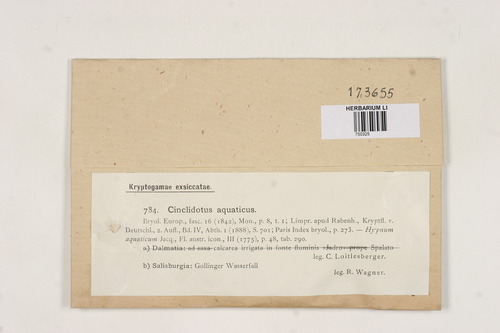 173655
HERBARIUM LI
750929
Kryptogamae exsiccatae.
784. Cinclidotus aquaticus.
Bryol. Europ., fasc. 16 (1842), Mon., p. 8, t. 1; Limpr. apud Rabenh., Kryptfl. v.
Deutschl., 2. Aufl., Bd. IV, Abth. 1 (1888), S. 701; Paris Index bryol., p. 273. — Hypnum
aquaticum Jacq., Fl. austr. icon., III (1775), p. 48, tab. 290.
a) Dalmatia: ad saxa calcarea irrigata in fonte fluminis »Jadro« prope Spalato
leg. C. Loitlesberger.
b) Salisburgia: Gollinger Wasserfall
leg. R. Wagner.